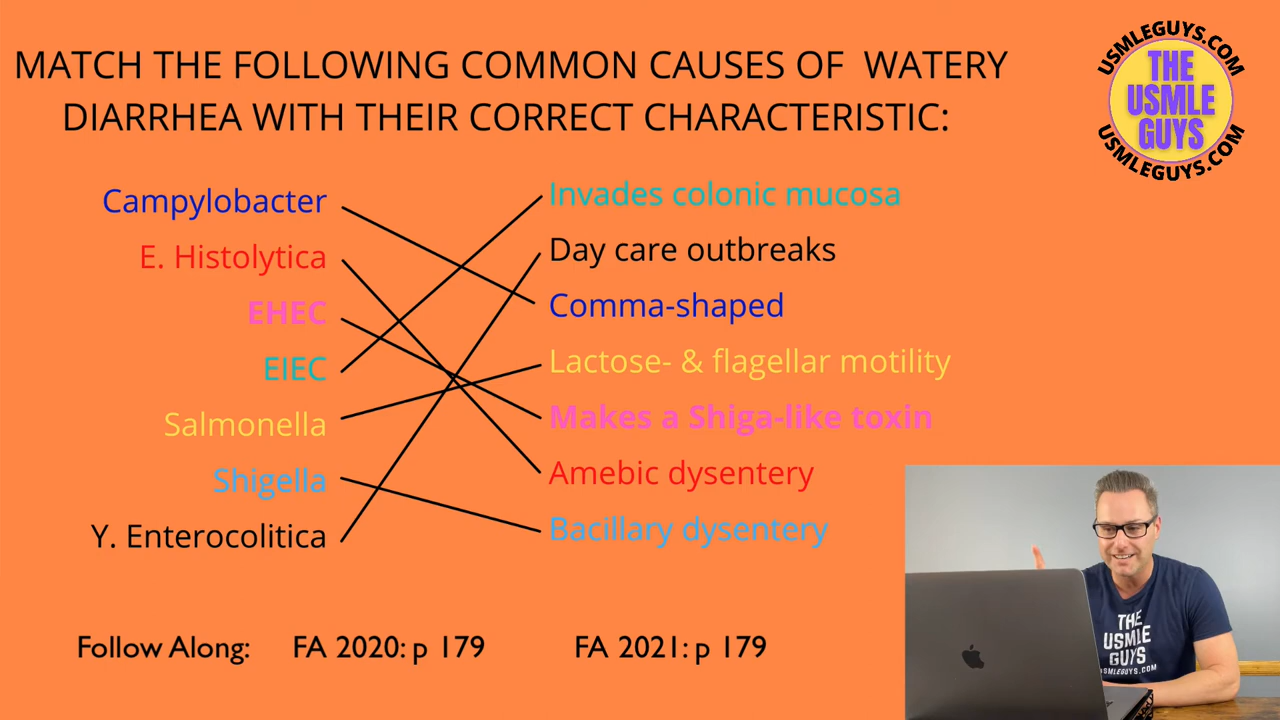 MATCH THE FOLLOWING COMMON CAUSES OF WATERY
DIARRHEA WITH THEIR CORRECT CHARACTERISTIC:
USMLEGUYS.COM
THE
USMLE
GUYS
USMLEGUYS.COM
Campylobacter
E. Histolytica
EHEC
EIEC
Salmonella
Shigella
Y. Enterocolitica
Invades colonic mucosa
Day care outbreaks
Comma-shaped
Lactose- & flagellar motility
Makes a Shiga-like toxin
Amebic dysentery
Bacillary dysentery
Follow Along: FA 2020: p 179 FA 2021: p 179
THE
USMLE
GUYS
USMLEGUYS.COM